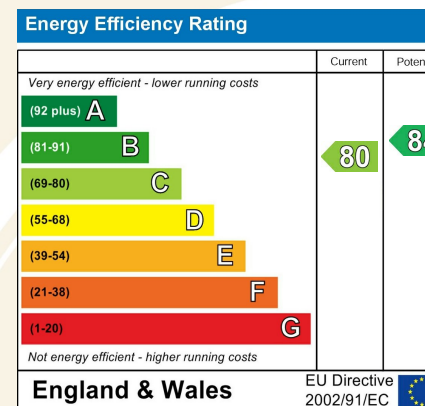 Energy Efficiency Rating
Current
Very energy efficient - lower running costs
(92 plus) A
(81-91) B
(69-80) C
80
(55-68) D
(39-54) E
(21-38) F
(1-20) G
Not energy efficient - higher running costs
England & Wales
EU Directive
2002/91/EC